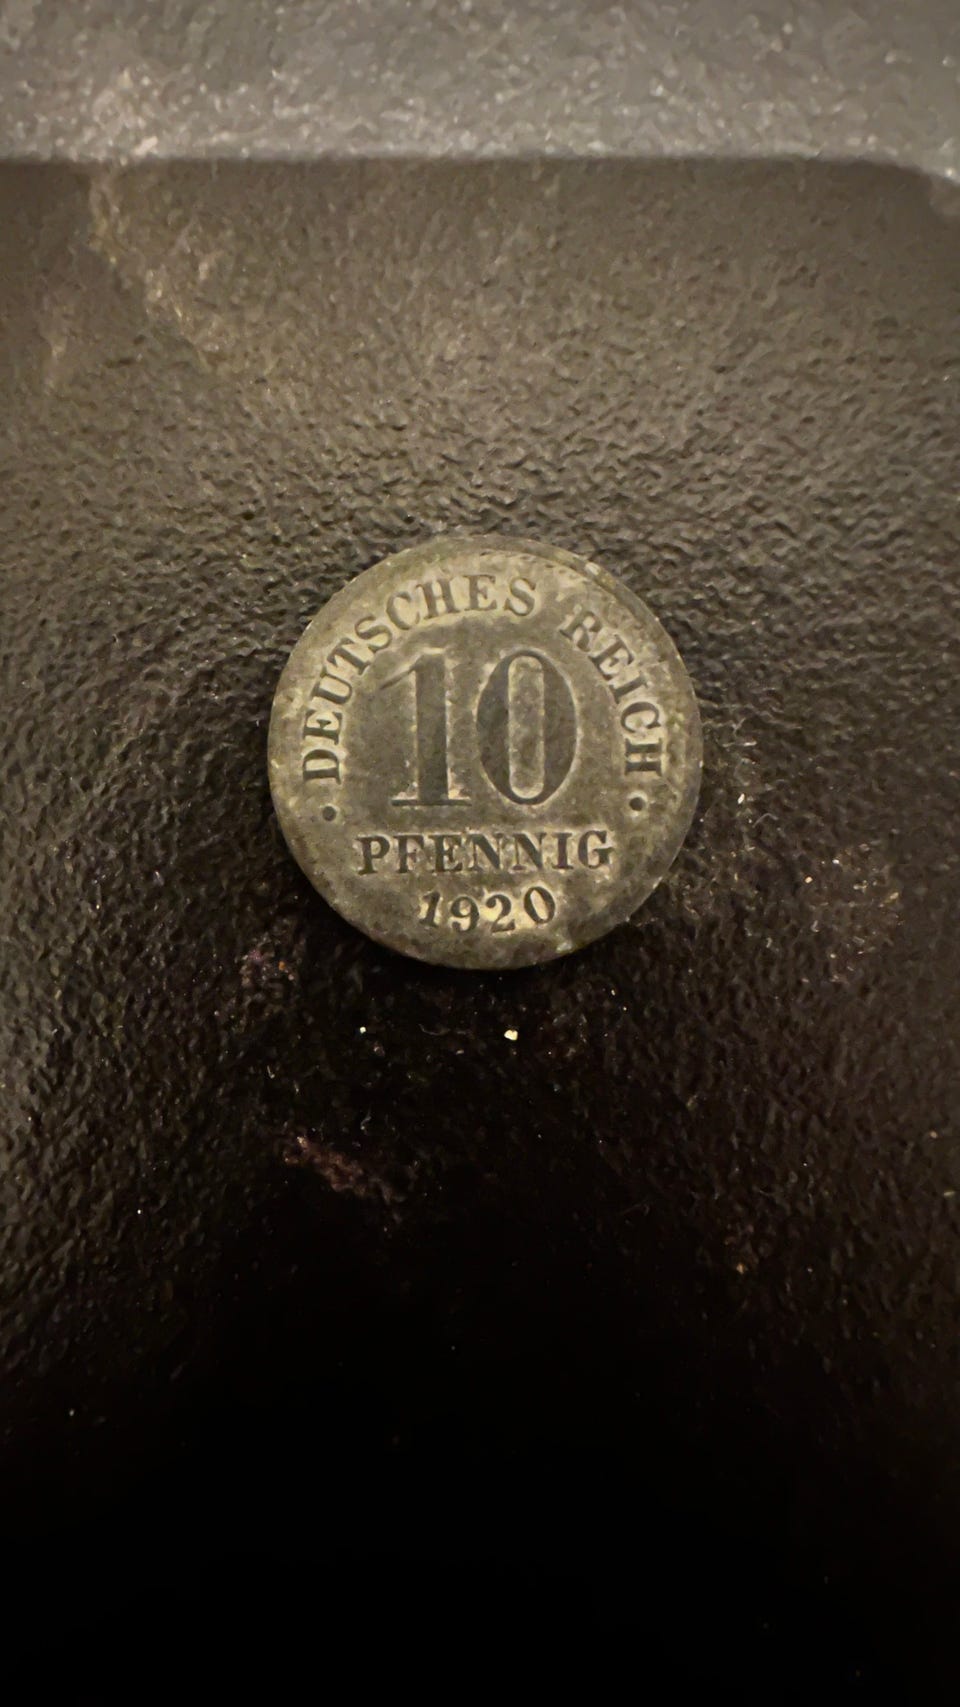 • DEUTSCHES REICH •
10
PFENNIG
1920